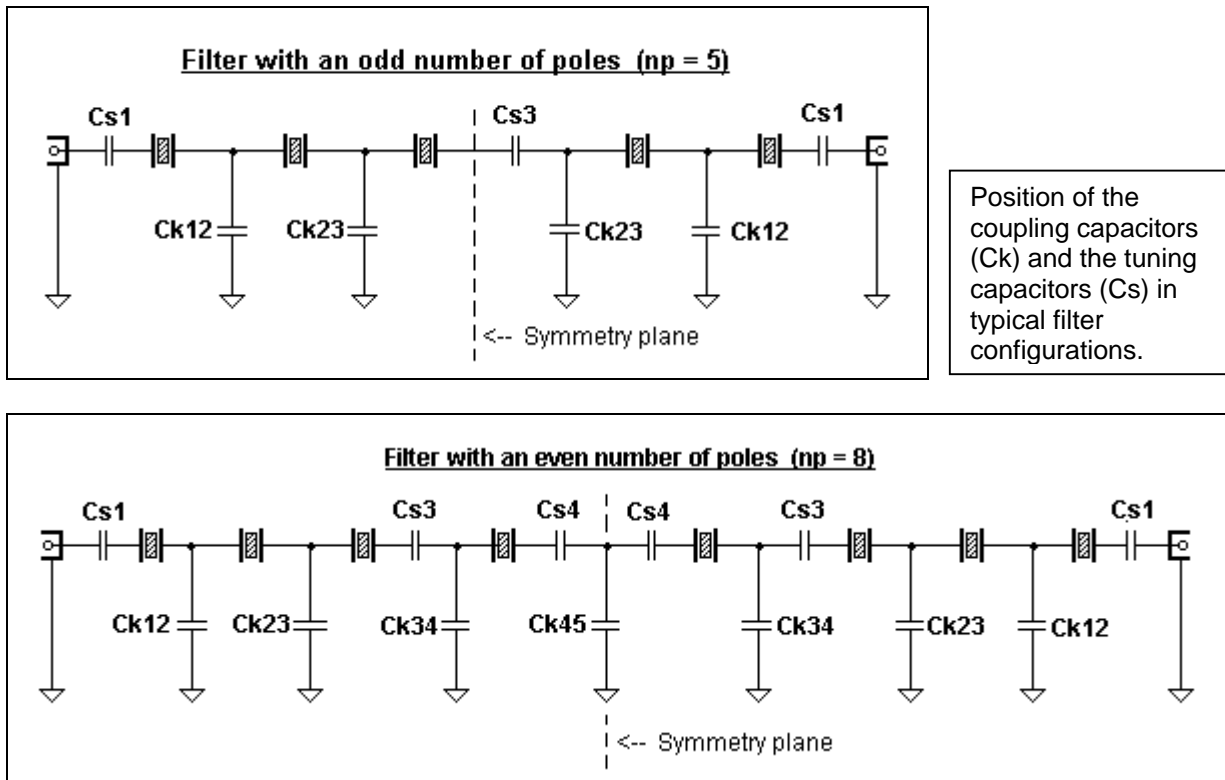 Filter with an odd number of poles (np = 5)
Cs1
Cs3
Cs1
Ck12
Ck23
Ck23
Ck12
<-- Symmetry plane
Position of the
coupling capacitors
(Ck) and the tuning
capacitors (Cs) in
typical filter
configurations.
Filter with an even number of poles (np = 8)
Cs1
Cs3
Cs4
Cs4
Cs3
Cs1
Ck12
Ck23
Ck34
Ck45
Ck34
Ck23
Ck12
<-- Symmetry plane